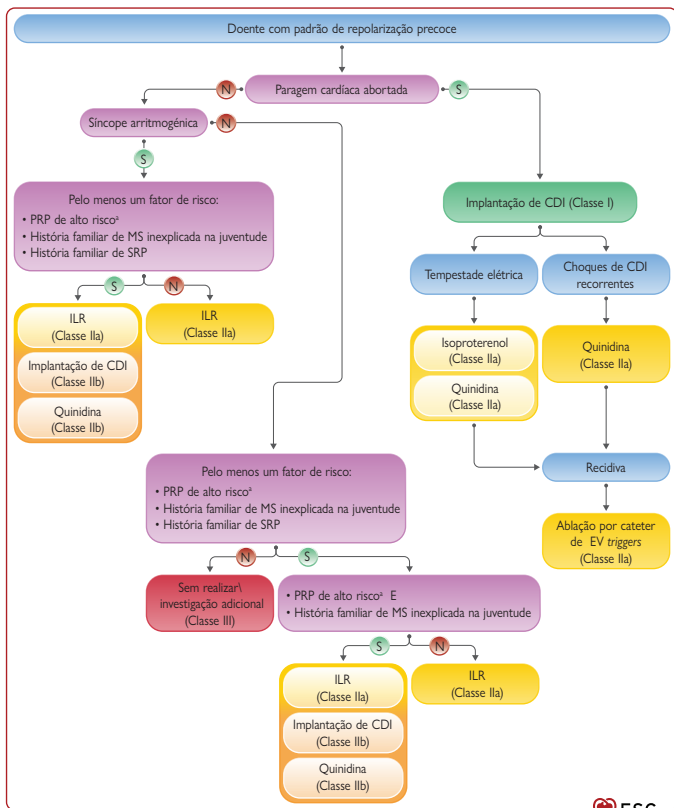 Doente com padrão de repolarização precoce
N
Paragem cardíaca abortada
S
Síncope arritmogénica
N
S
Pelo menos um fator de risco:
• PRP de alto riscoª
• História familiar de MS inexplicada na juventude
• História familiar de SRP
Implantação de CDI (Classe I)
Tempestade elétrica
Choques de CDI
recorrentes
S
N
ILR
(Classe IIa)
Implantação de CDI
(Classe IIb)
Quinidina
(Classe IIb)
ILR
(Classe IIa)
Isoproterenol
(Classe IIa)
Quinidina
(Classe IIa)
Quinidina
(Classe IIa)
Pelo menos um fator de risco:
• PRP de alto riscoª
• História familiar de MS inexplicada na juventude
• História familiar de SRP
Recidiva
Ablação por cateter
de EV triggers
(Classe IIa)
N
S
Sem realizar\
investigação adicional
(Classe III)
• PRP de alto riscoª E
• História familiar de MS inexplicada na juventude
S
N
ILR
(Classe IIa)
Implantação de CDI
(Classe IIb)
Quinidina
(Classe IIb)
ILR
(Classe IIa)
ESC